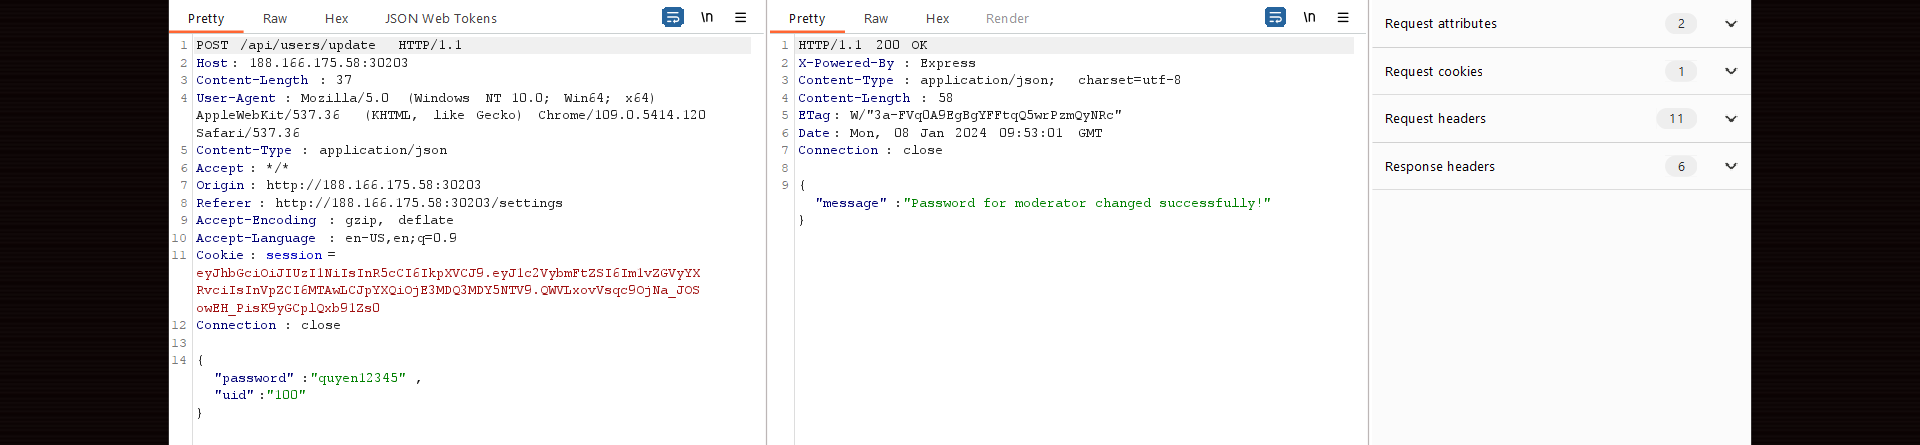 Pretty Raw Hex JSON Web Tokens \n
1 POST /api/users/update HTTP/1.1
2 Host: 188.166.175.58:30203
3 Content-Length : 37
4 User-Agent : Mozilla/5.0 (Windows NT 10.0; Win64; x64)
AppleWebKit/537.36 (KHTML, like Gecko) Chrome/109.0.5414.120
Safari/537.36
5 Content-Type : application/json
6 Accept : */*
7 Origin : http://188.166.175.58:30203
8 Referer : http://188.166.175.58:30203/settings
9 Accept-Encoding : gzip, deflate
10 Accept-Language : en-US,en;q=0.9
11 Cookie : session =
eyJhbGciOiJIUzI1NiIsInR5cCI6IkpXVCJ9.eyJ1c2VybmFtZSI6Im1vZGVyYX
RvciIsInVpZCI6MTAwLCJpYXQiOjE3MDQ3MDY5NTV9.QWVLxovVsqc9OjNa_JOS
owEH_PisK9yGCplQxb91Zs0
12 Connection : close
13
14 {
"password" :"quyen12345" ,
"uid" :"100"
}
Pretty Raw Hex Render \n
1 HTTP/1.1 200 OK
2 X-Powered-By : Express
3 Content-Type : application/json; charset=utf-8
4 Content-Length : 58
5 ETag: W/"3a-FVq0A9EgBgYFFtqQ5wrPzmQyNRc"
6 Date: Mon, 08 Jan 2024 09:53:01 GMT
7 Connection : close
8
9 {
"message" :"Password for moderator changed successfully!"
}
Request attributes 2
Request cookies 1
Request headers 11
Response headers 6